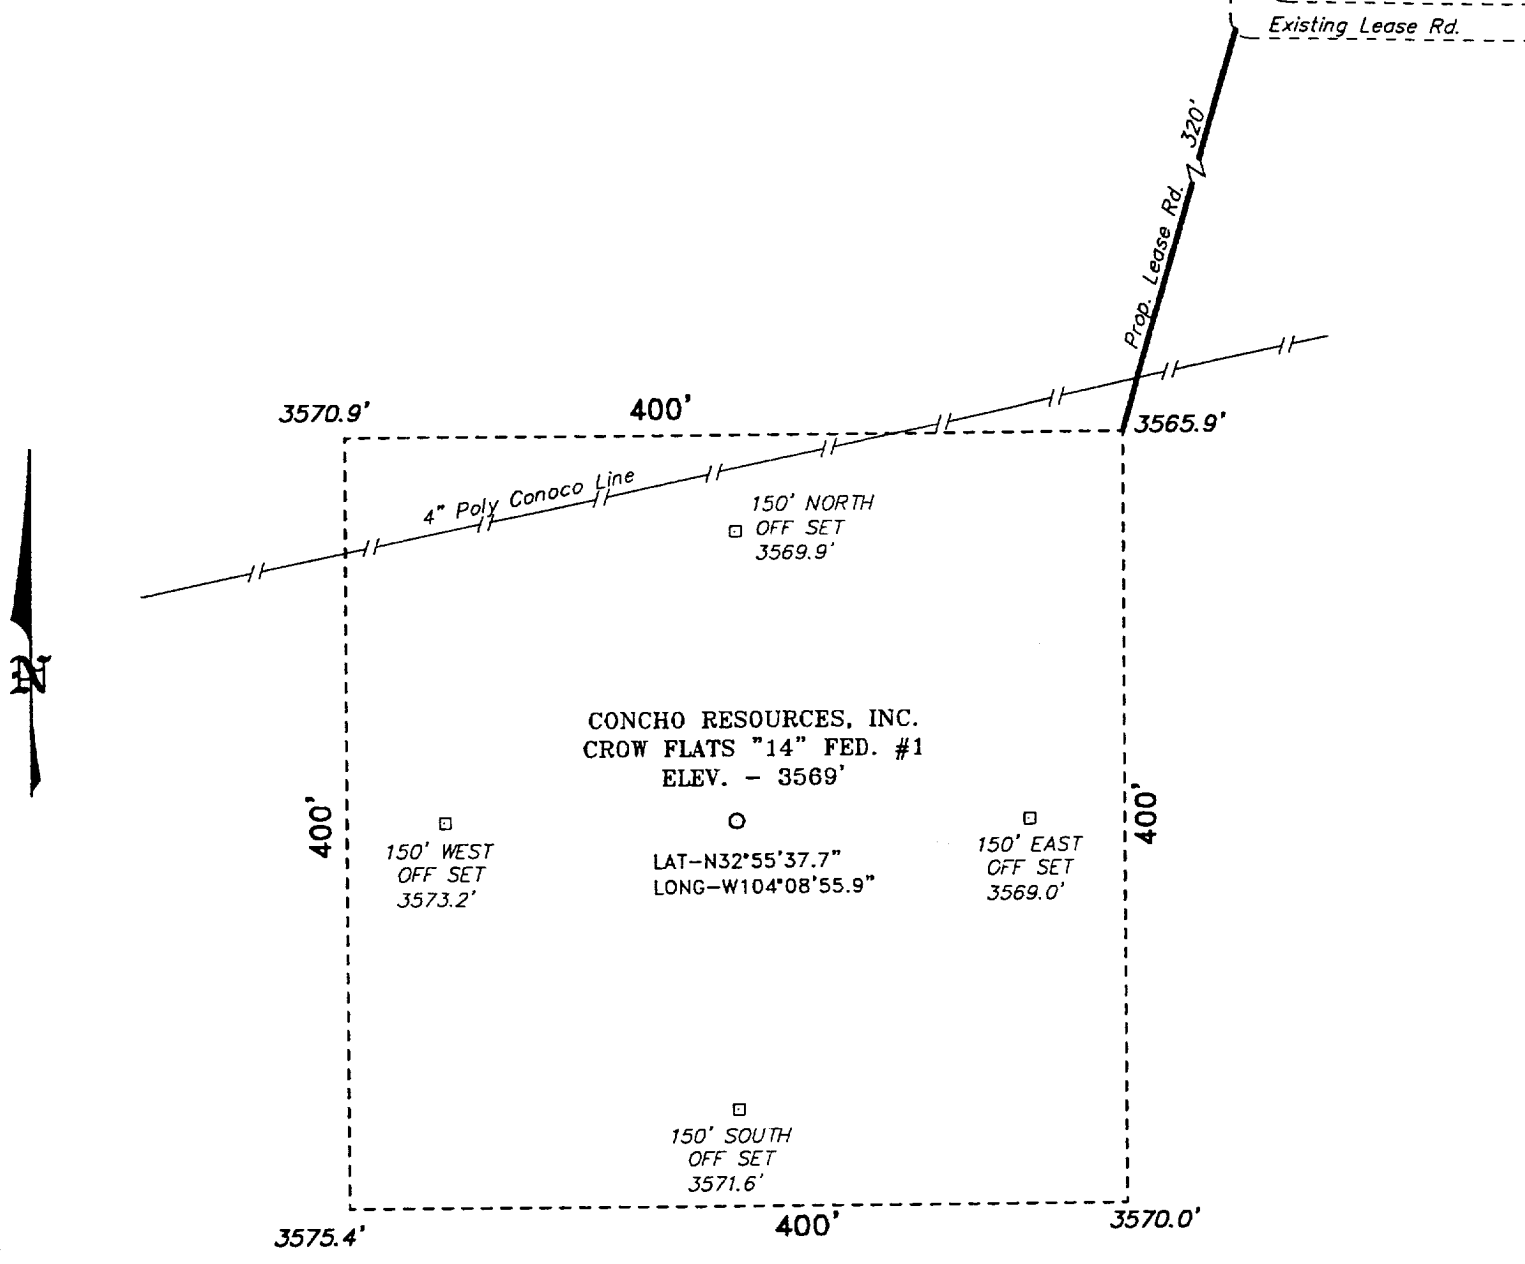 Existing Lease Rd.
320'
Prop. Lease Rd.
3570.9'
400'
3565.9'
4" Poly Conoco Line
150' NORTH
OFF SET
3569.9'
N
CONCHO RESOURCES, INC.
CROW FLATS "14" FED. #1
ELEV. - 3569'
400'
400'
150' WEST
OFF SET
3573.2'
LAT-N32°55'37.7"
LONG-W104°08'55.9"
150' EAST
OFF SET
3569.0'
150' SOUTH
OFF SET
3571.6'
3575.4'
400'
3570.0'